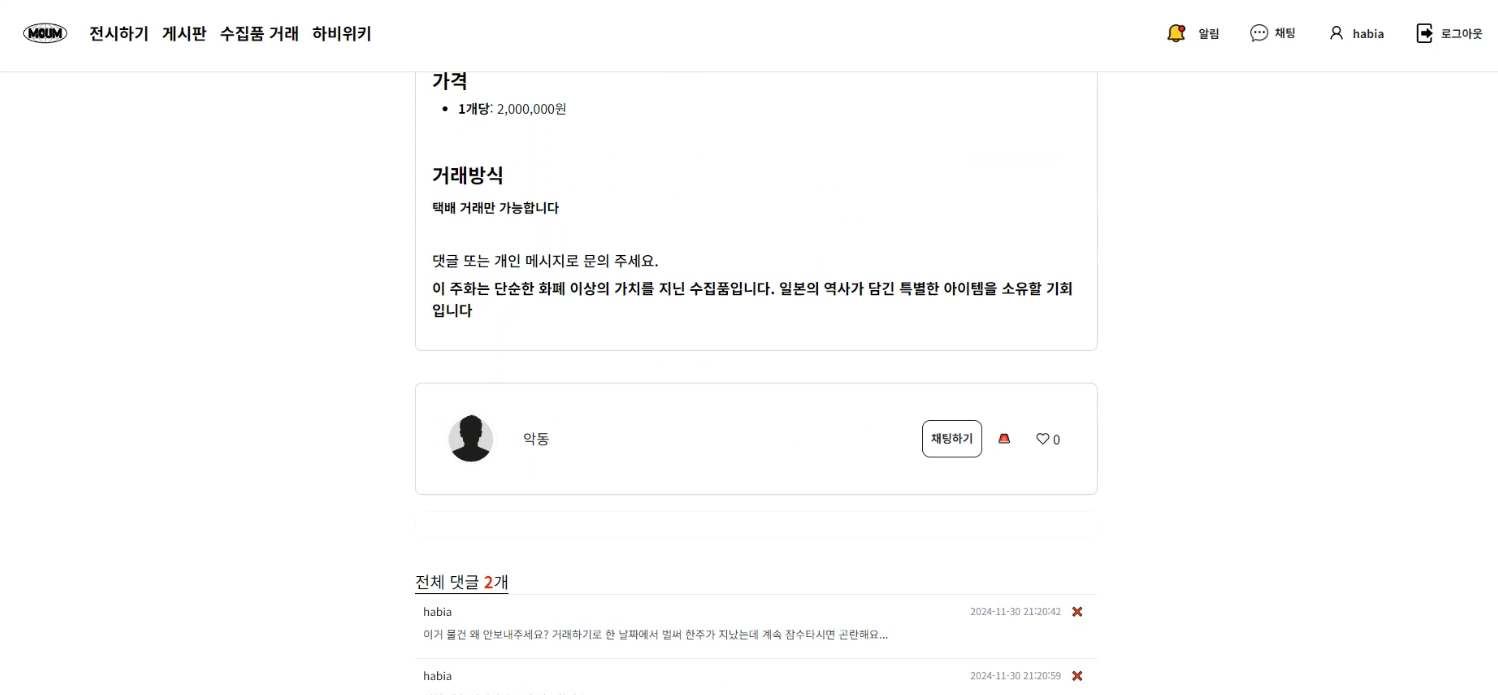 MOUM 전시하기 게시판 수집품 거래 하비위키 알림 채팅 habia 로그아웃
가격
• 1개당: 2,000,000원
거래방식
택배 거래만 가능합니다
댓글 또는 개인 메시지로 문의 주세요.
이 주화는 단순한 화폐 이상의 가치를 지닌 수집품입니다. 일본의 역사가 담긴 특별한 아이템을 소유할 기회
입니다
악동 채팅하기 0
전체 댓글 2개
habia 2024-11-30 21:20:42
이거 물건 왜 안보내주세요? 거래하기로 한 날짜에서 벌써 한주가 지났는데 계속 잠수타시면 곤란해요...
habia 2024-11-30 21:20:59